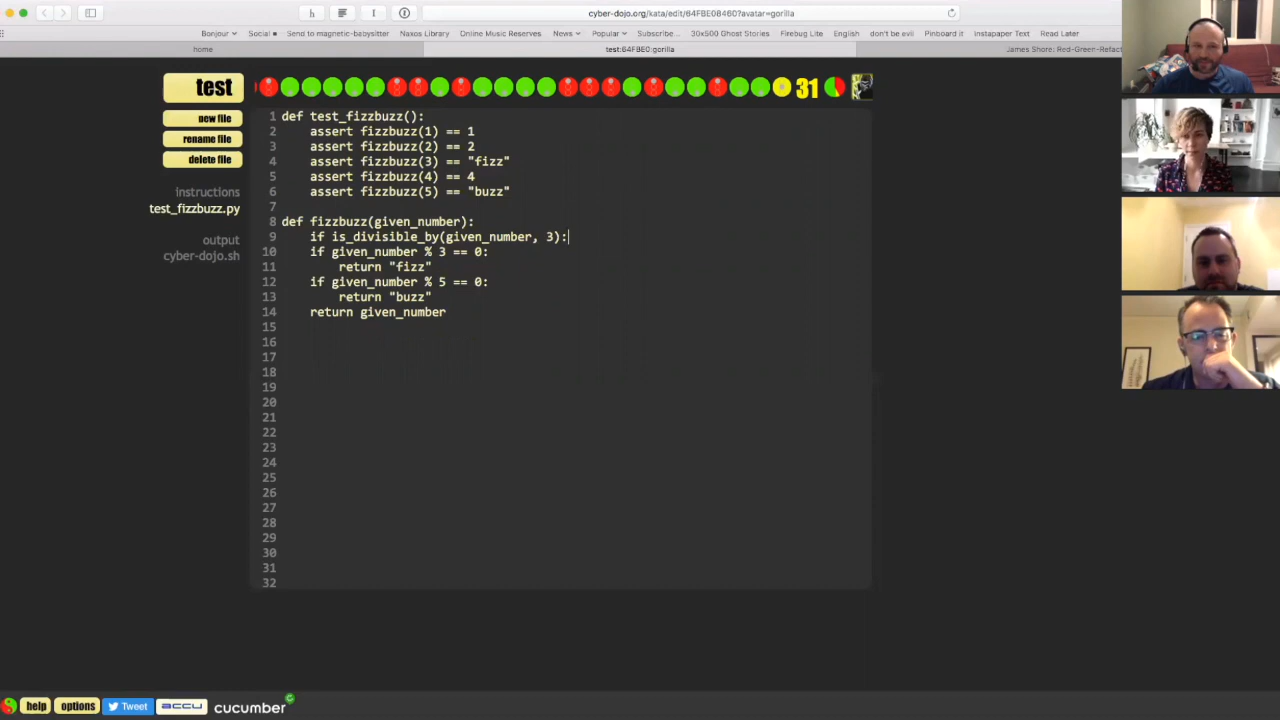 cyber-dojo.org/kata/edit/64FBE08460?avatar=gorilla
Bonjour Social Send to magnetic-babysitter Naxos Library Online Music Reserves News Popular Subscribe... 30x500 Ghost Stories Firebug Lite English don't be evil Pinboard it Instapaper Text Read Later
home test:64FBE0:gorilla James Shore: Red-Green-Refact
test 31
new file
rename file
delete file
instructions
test_fizzbuzz.py
output
cyber-dojo.sh
1 def test_fizzbuzz():
2 assert fizzbuzz(1) == 1
3 assert fizzbuzz(2) == 2
4 assert fizzbuzz(3) == "fizz"
5 assert fizzbuzz(4) == 4
6 assert fizzbuzz(5) == "buzz"
7
8 def fizzbuzz(given_number):
9 if is_divisible_by(given_number, 3):
10 if given_number % 3 == 0:
11 return "fizz"
12 if given_number % 5 == 0:
13 return "buzz"
14 return given_number
15
16
17
18
19
20
21
22
23
24
25
26
27
28
29
30
31
32
help options Tweet accu cucumber